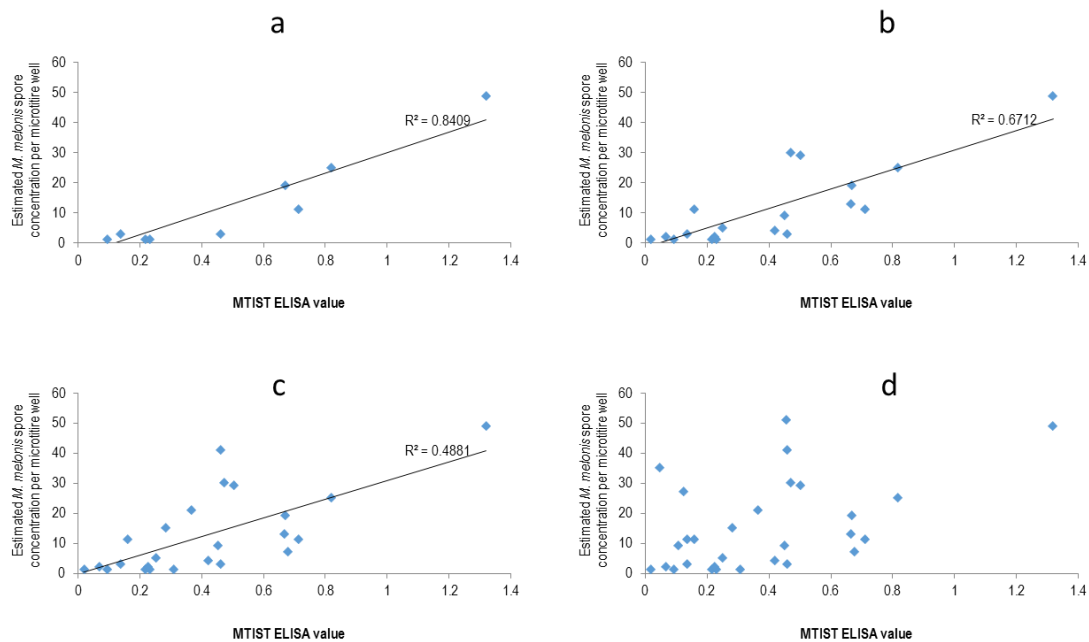 a
Estimated M. melonis spore
concentration per microtitire well
60
50
40
30
20
10
0
R² = 0.8409
0 0.2 0.4 0.6 0.8 1 1.2 1.4
MTIST ELISA value
b
Estimated M. melonis spore
concentration per microtitire well
60
50
40
30
20
10
0
R² = 0.6712
0 0.2 0.4 0.6 0.8 1 1.2 1.4
MTIST ELISA value
c
Estimated M. melonis spore
concentration per microtitire well
60
50
40
30
20
10
0
R² = 0.4881
0 0.2 0.4 0.6 0.8 1 1.2 1.4
MTIST ELISA value
d
Estimated M. melonis spore
concentration per microtitire well
60
50
40
30
20
10
0
0 0.2 0.4 0.6 0.8 1 1.2 1.4
MTIST ELISA value